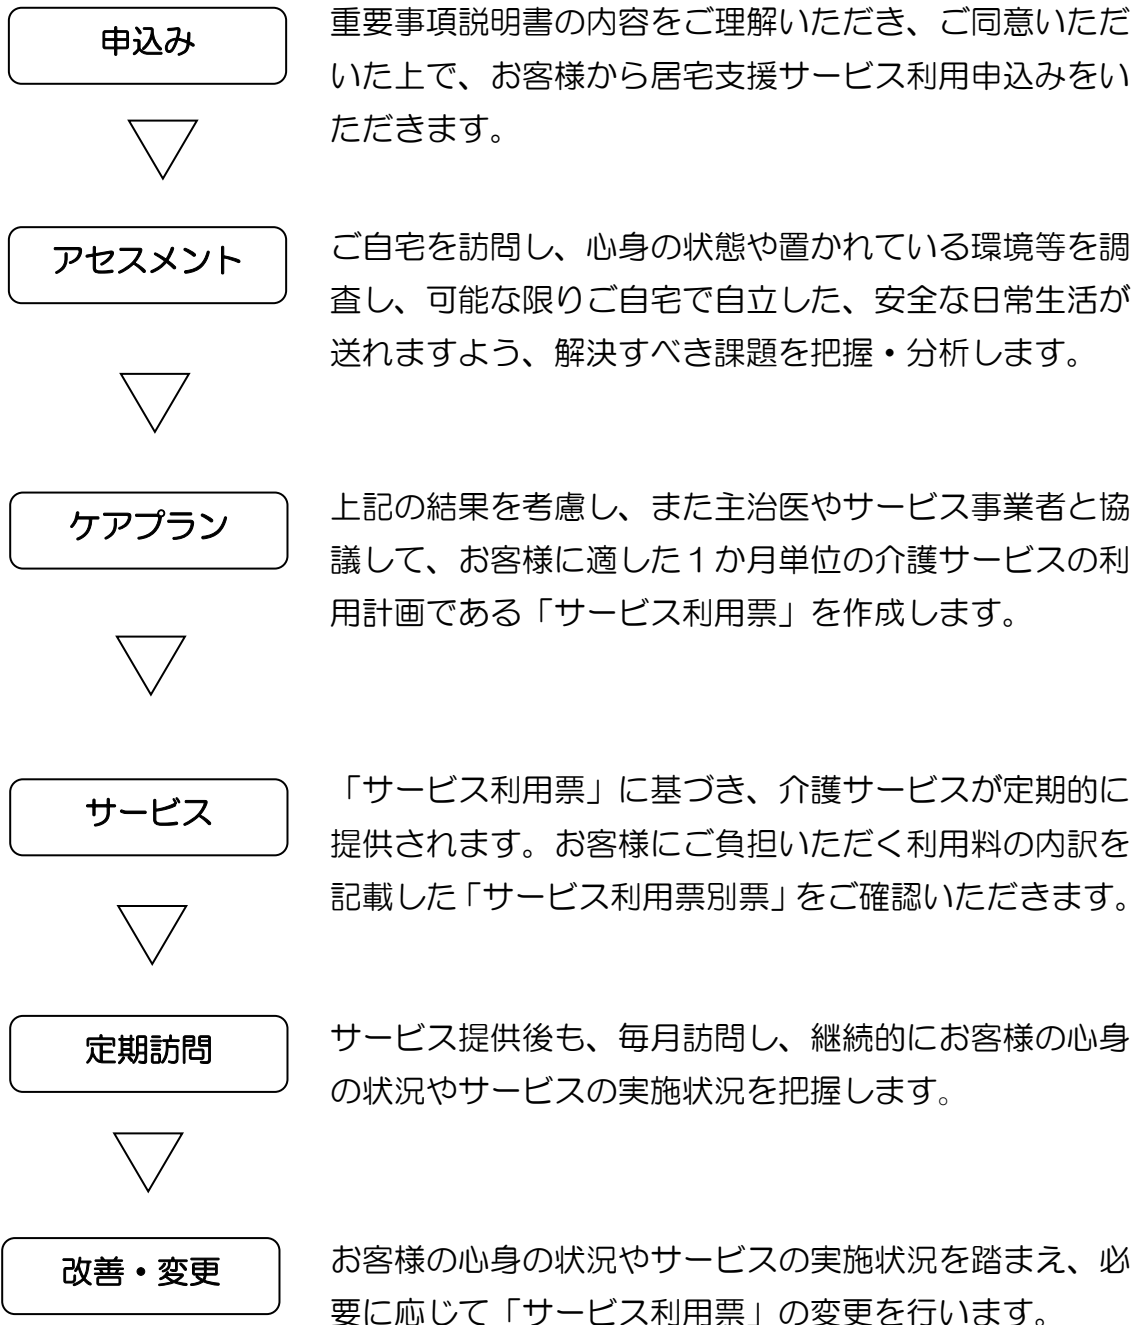 申込み
重要事項説明書の内容をご理解いただき、ご同意いただ
いた上で、お客様から居宅支援サービス利用申込みをい
ただきます。
アセスメント
ご自宅を訪問し、心身の状態や置かれている環境等を調
査し、可能な限りご自宅で自立した、安全な日常生活が
送れますよう、解決すべき課題を把握・分析します。
ケアプラン
上記の結果を考慮し、また主治医やサービス事業者と協
議して、お客様に適した１か月単位の介護サービスの利
用計画である「サービス利用票」を作成します。
サービス
「サービス利用票」に基づき、介護サービスが定期的に
提供されます。お客様にご負担いただく利用料の内訳を
記載した「サービス利用票別票」をご確認いただきます。
定期訪問
サービス提供後も、毎月訪問し、継続的にお客様の心身
の状況やサービスの実施状況を把握します。
改善・変更
お客様の心身の状況やサービスの実施状況を踏まえ、必
要に応じて「サービス利用票」の変更を行います。